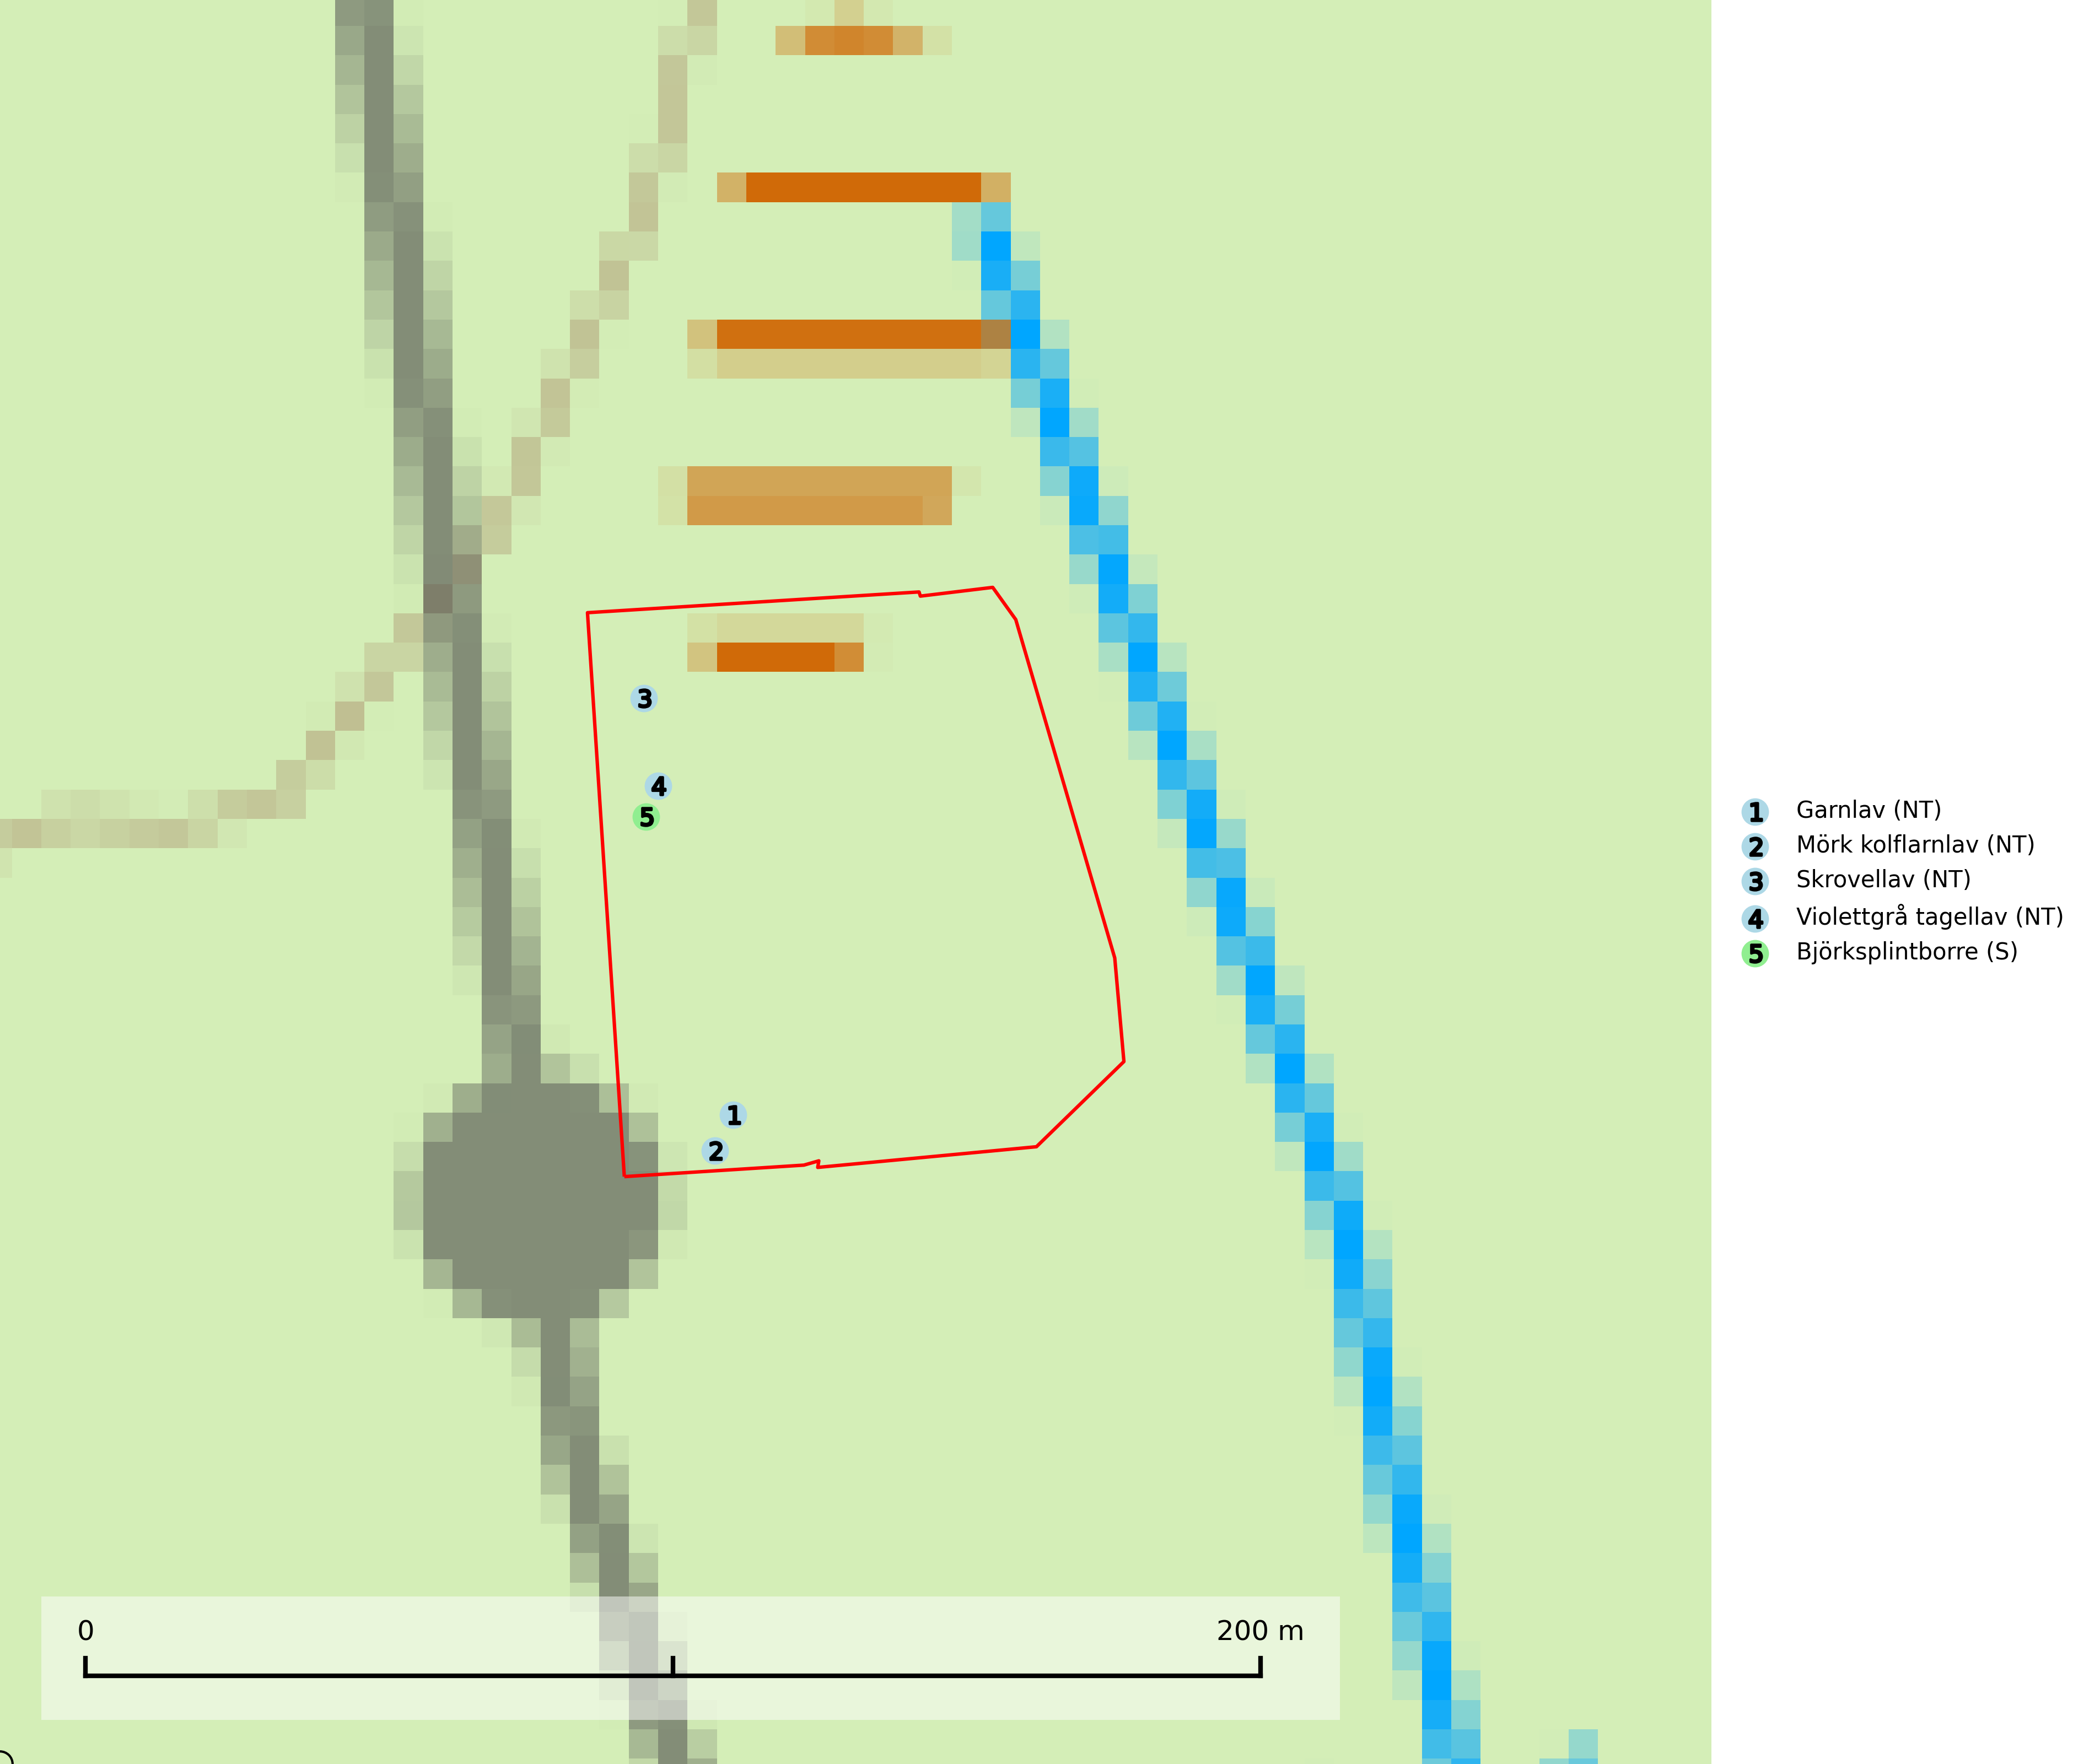 3
4
5
1
2
1 Garnlav (NT)
2 Mörk kolflarnlav (NT)
3 Skrovellav (NT)
4 Violettgrå tagellav (NT)
5 Björksplintborre (S)
0 200 m